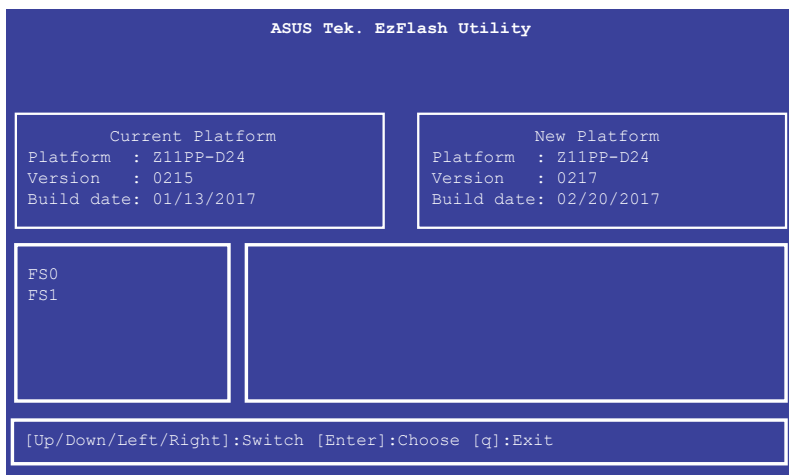 ASUS Tek. EzFlash Utility
Current Platform
Platform : Z11PP-D24
Version : 0215
Build date: 01/13/2017
New Platform
Platform : Z11PP-D24
Version : 0217
Build date: 02/20/2017
FS0
FS1
[Up/Down/Left/Right]:Switch [Enter]:Choose [q]:Exit